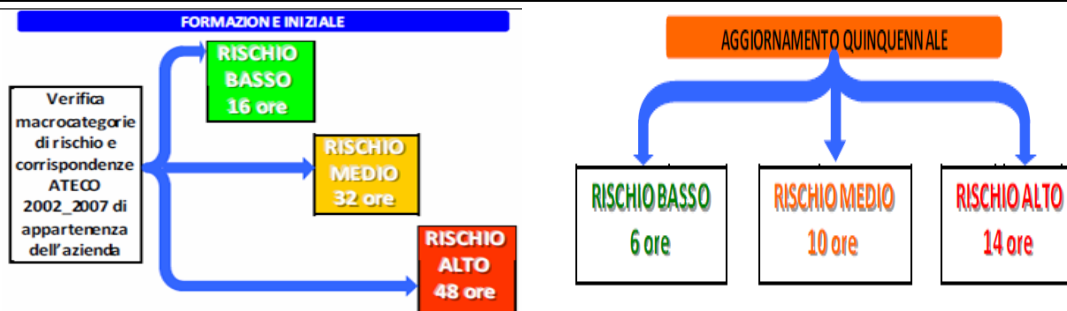 FORMAZIONE INIZIALE
Verifica
macrocategorie
di rischio e
corrispondenze
ATECO
2002_2007 di
appartenenza
dell'azienda
RISCHIO
BASSO
16 ore
RISCHIO
MEDIO
32 ore
RISCHIO
ALTO
48 ore
AGGIORNAMENTO QUINQUENNALE
RISCHIO BASSO
6 ore
RISCHIO MEDIO
10 ore
RISCHIO ALTO
14 ore